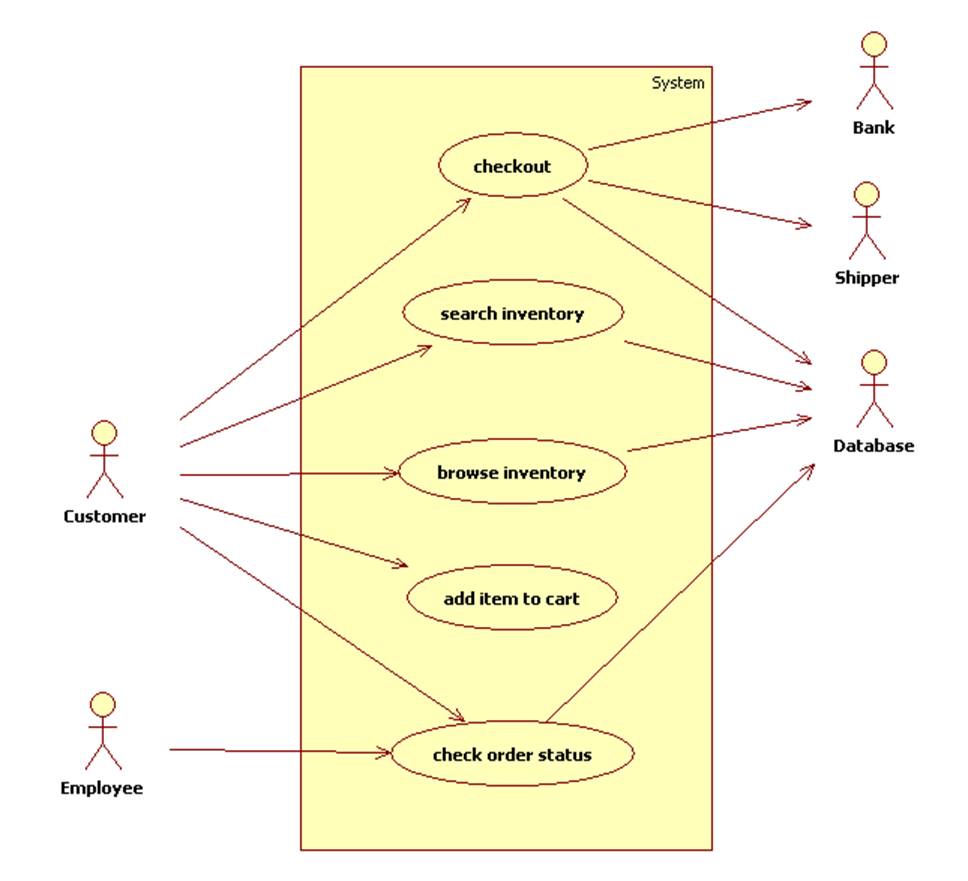 System
Bank
checkout
Shipper
search inventory
Database
browse inventory
Customer
add item to cart
check order status
Employee